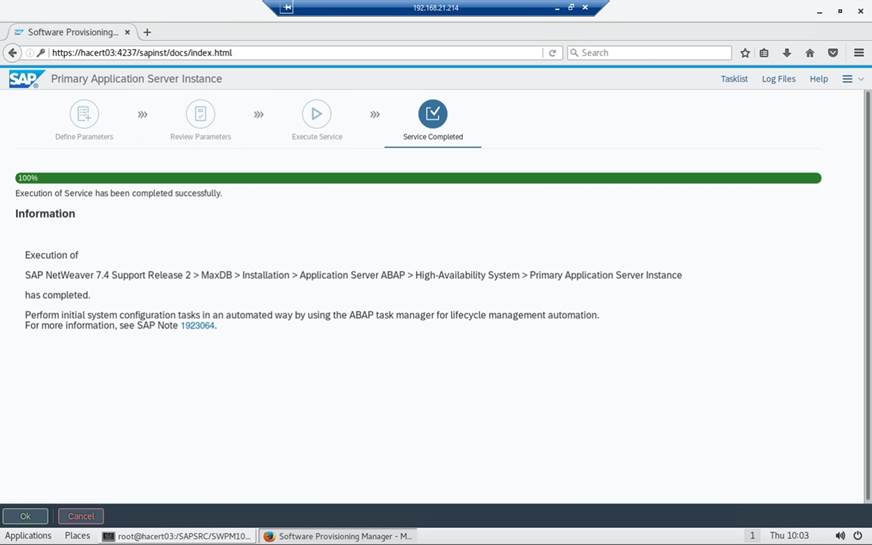 192.168.21.214
Software Provisioning...
https://hacert03:4237/sapinst/docs/index.html
Search
SAP Primary Application Server Instance
Tasklist Log Files Help
Define Parameters Review Parameters Execute Service Service Completed
100%
Execution of Service has been completed successfully.
Information
Execution of
SAP NetWeaver 7.4 Support Release 2 > MaxDB > Installation > Application Server ABAP > High-Availability System > Primary Application Server Instance
has completed.
Perform initial system configuration tasks in an automated way by using the ABAP task manager for lifecycle management automation.
For more information, see SAP Note 1923064.
Ok Cancel
Applications Places root@hacert03:/SAPSRC/SWPM10... Software Provisioning Manager - M... 1 Thu 10:03